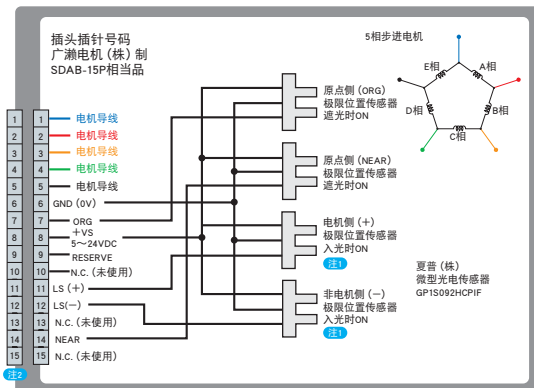 插头插针号码
广濑电机 (株) 制
SDAB-15P相当品
1 1 电机导线
2 2 电机导线
3 3 电机导线
4 4 电机导线
5 5 电机导线
6 6 GND (0V)
7 7 ORG
8 8 +VS
5～24VDC
9 9 RESERVE
10 10 N.C. (未使用)
11 11 LS (+)
12 12 LS(−)
13 13 N.C. (未使用)
14 14 NEAR
15 15 N.C. (未使用)
注2
原点侧 (ORG)
极限位置传感器
遮光时ON
原点侧 (NEAR)
极限位置传感器
遮光时ON
电机侧 (+)
极限位置传感器
入光时ON
注1
非电机侧 (−)
极限位置传感器
入光时ON
注1
5相步进电机
E相
A相
D相
B相
C相
夏普 (株)
微型光电传感器
GP1S092HCPIF